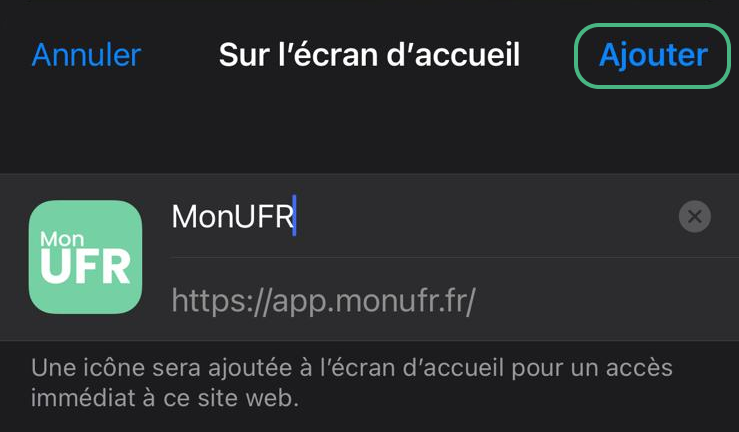 Annuler Sur l’écran d’accueil Ajouter
MonUFR
Mon
UFR
https://app.monufr.fr/
Une icône sera ajoutée à l’écran d’accueil pour un accès
immédiat à ce site web.